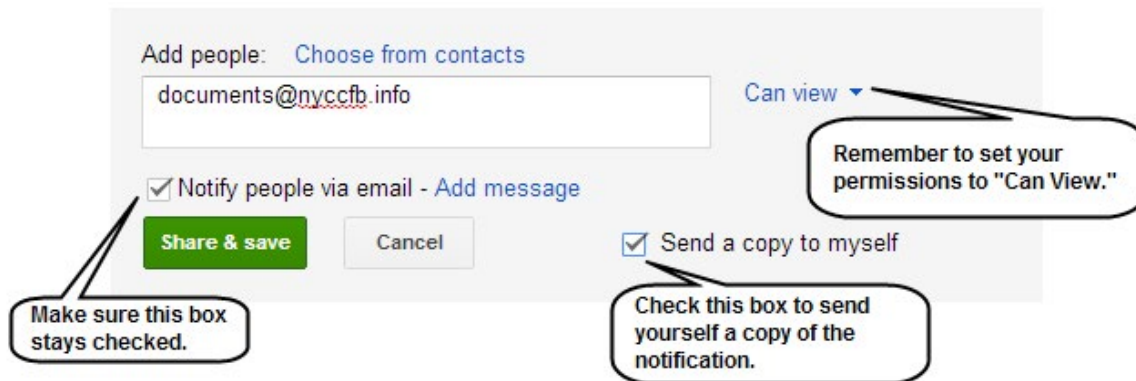 Add people: Choose from contacts
documents@nyccfb.info
Can view
Remember to set your
permissions to "Can View."
Notify people via email - Add message
Share & save
Cancel
Send a copy to myself
Make sure this box
stays checked.
Check this box to send
yourself a copy of the
notification.